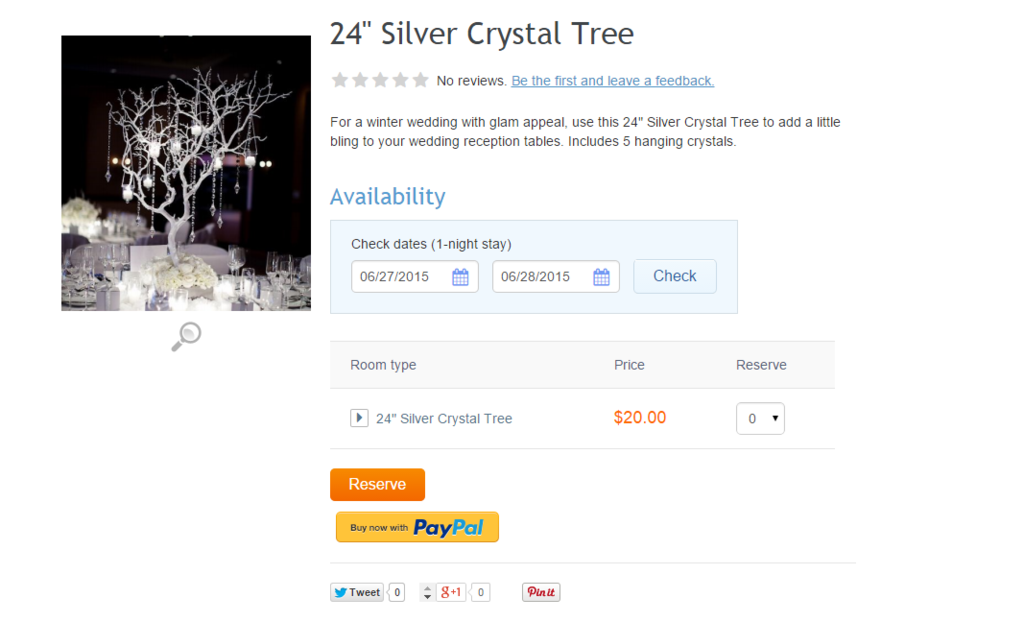 24" Silver Crystal Tree
No reviews. Be the first and leave a feedback.
For a winter wedding with glam appeal, use this 24" Silver Crystal Tree to add a little
bling to your wedding reception tables. Includes 5 hanging crystals.
Availability
Check dates (1-night stay)
06/27/2015 06/28/2015 Check
Room type Price Reserve
24" Silver Crystal Tree $20.00 0
Reserve
Buy now with PayPal
Tweet 0 g+1 0 Pin it